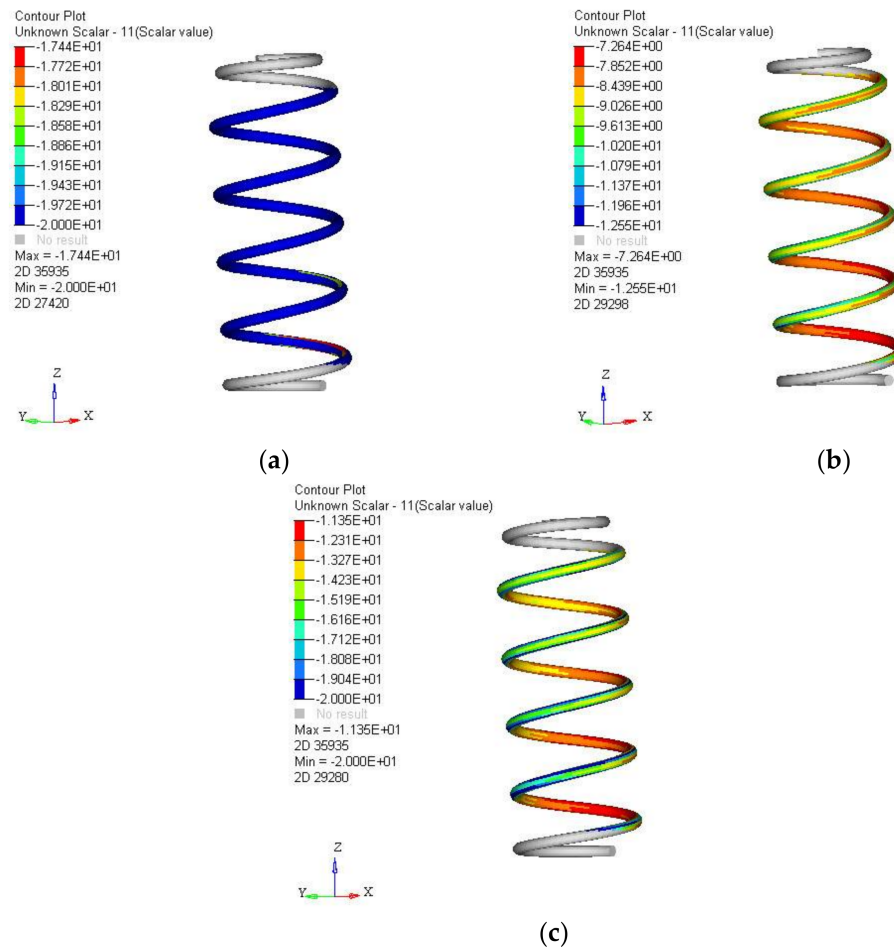 Contour Plot
Unknown Scalar - 11(Scalar value)
-1.744E+01
-1.772E+01
-1.801E+01
-1.829E+01
-1.858E+01
-1.886E+01
-1.915E+01
-1.943E+01
-1.972E+01
-2.000E+01
No result
Max = -1.744E+01
2D 35935
Min = -2.000E+01
2D 27420
Z
Y
X
(a)
Contour Plot
Unknown Scalar - 11(Scalar value)
-7.264E+00
-7.852E+00
-8.439E+00
-9.026E+00
-9.613E+00
-1.020E+01
-1.079E+01
-1.137E+01
-1.196E+01
-1.255E+01
No result
Max = -7.264E+00
2D 35935
Min = -1.255E+01
2D 29298
Z
Y
X
(b)
Contour Plot
Unknown Scalar - 11(Scalar value)
-1.135E+01
-1.231E+01
-1.327E+01
-1.423E+01
-1.519E+01
-1.616E+01
-1.712E+01
-1.808E+01
-1.904E+01
-2.000E+01
No result
Max = -1.135E+01
2D 35935
Min = -2.000E+01
2D 29280
Z
Y
X
(c)